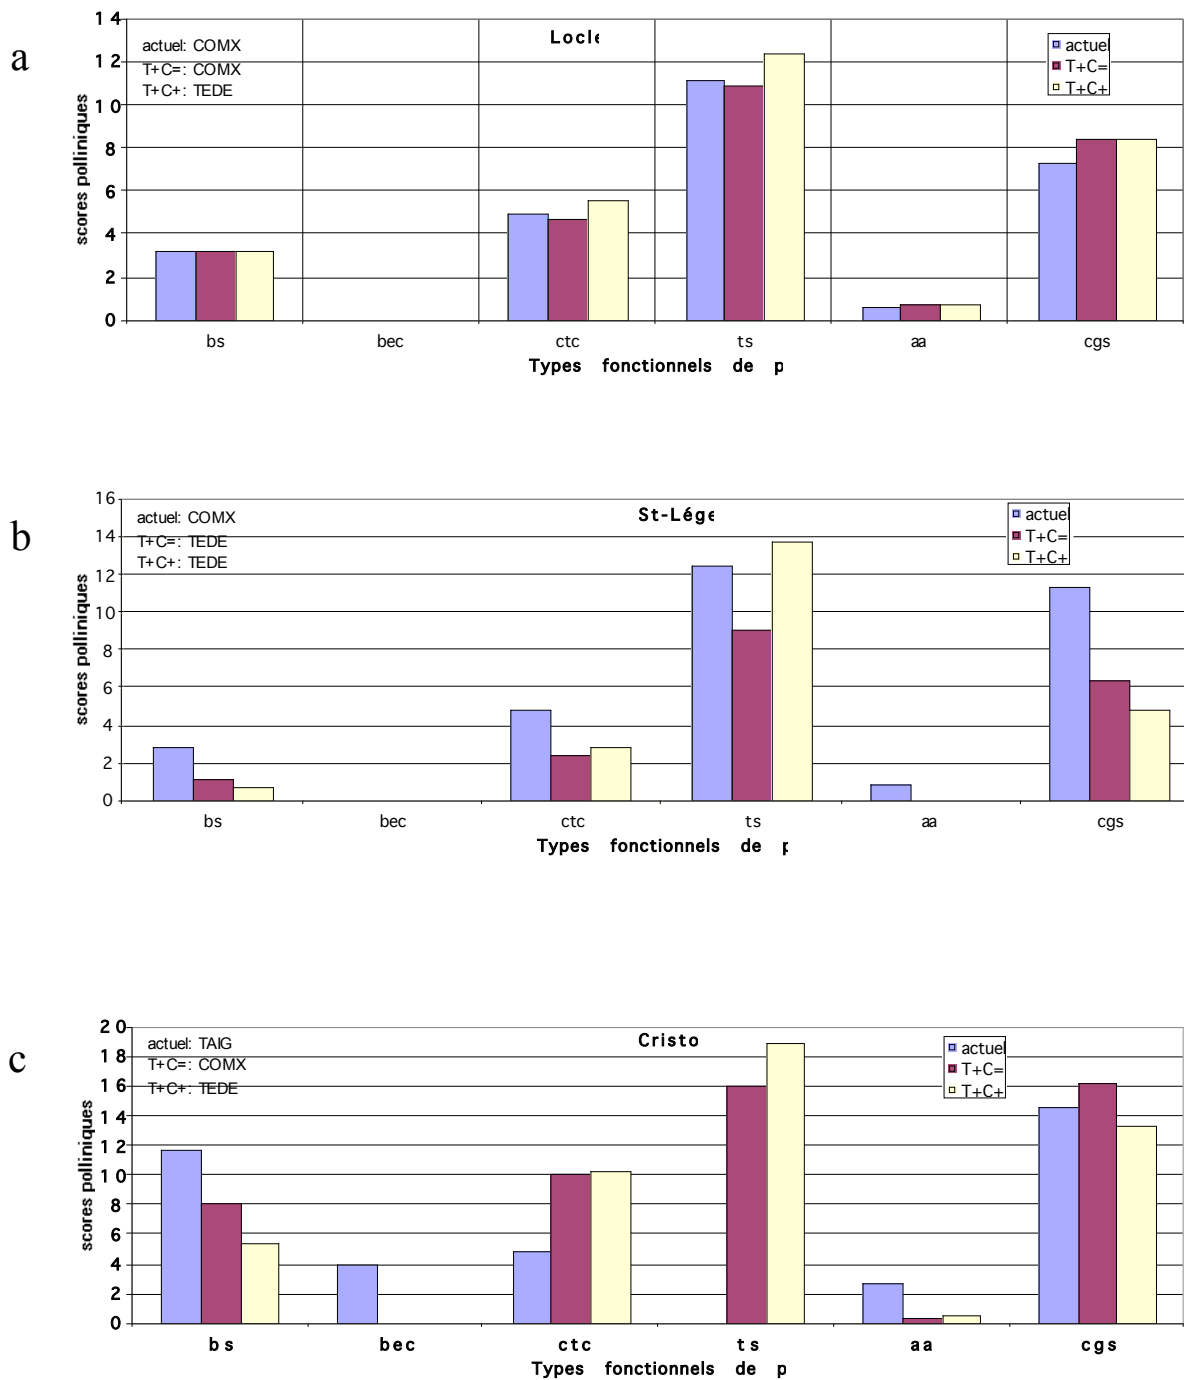 a
Locle
actuel: COMX
T+C=: COMX
T+C+: TEDE
actuel
T+C=
T+C+
scores polliniques
14
12
10
8
6
4
2
0
bs bec ctc ts aa cgs
Types fonctionnels de p
b
St-Lége
actuel: COMX
T+C=: TEDE
T+C+: TEDE
actuel
T+C=
T+C+
scores polliniques
16
14
12
10
8
6
4
2
0
bs bec ctc ts aa cgs
Types fonctionnels de p
c
Cristo
actuel: TAIG
T+C=: COMX
T+C+: TEDE
actuel
T+C=
T+C+
scores polliniques
20
18
16
14
12
10
8
6
4
2
0
bs bec ctc ts aa cgs
Types fonctionnels de p